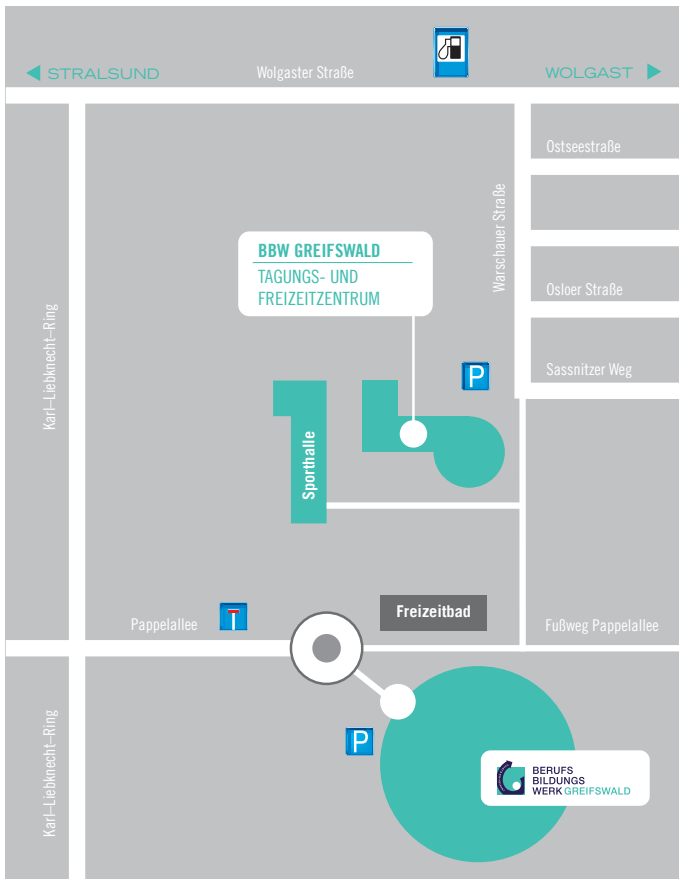 STRALSUND
Wolgaster Straße
WOLGAST
Ostseestraße
Warschauer Straße
BBW GREIFSWALD
TAGUNGS- UND
FREIZEITZENTRUM
Osloer Straße
Karl–Liebknecht–Ring
Sassnitzer Weg
P
Sporthalle
Freizeitbad
Pappelallee
Fußweg Pappelallee
Karl–Liebknecht–Ring
P
BERUFS
BILDUNGS
WERK GREIFSWALD